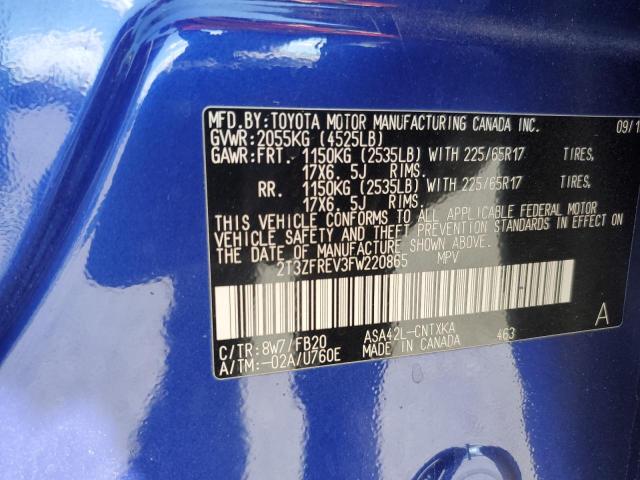 MFD.BY:TOYOTA MOTOR MANUFACTURING CANADA INC. 09/1
GVWR:2055KG (4525LB)
GAWR:FRT. 1150KG (2535LB) WITH 225/65R17 TIRES,
17X6. 5J RIMS.
RR. 1150KG (2535LB) WITH 225/65R17 TIRES,
17X6. 5J RIMS.
THIS VEHICLE CONFORMS TO ALL APPLICABLE FEDERAL MOTOR
VEHICLE SAFETY AND THEFT PREVENTION STANDARDS IN EFFECT ON
THE DATE OF MANUFACTURE SHOWN ABOVE.
2T3ZFREV3FW220865 MPV
A
C/TR:8W7/FB20 ASA42L-CNTXKA 463
A/TM:-02A/U760E MADE IN CANADA